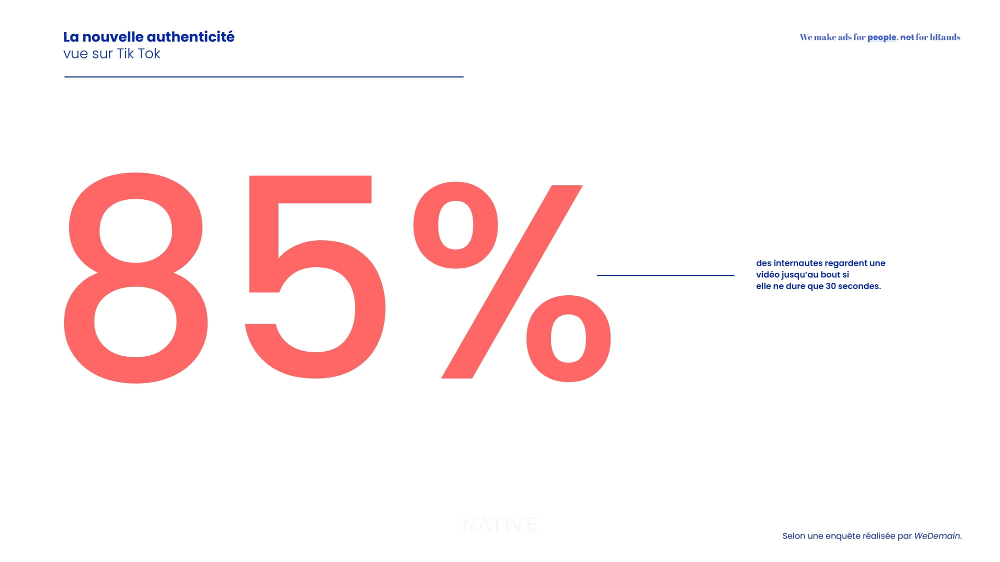 La nouvelle authenticité
vue sur Tik Tok
We make ads for people. not for bRands
85%
des internautes regardent une
vidéo jusqu’au bout si
elle ne dure que 30 secondes.
NATIVE
Selon une enquête réalisée par WeDemain.